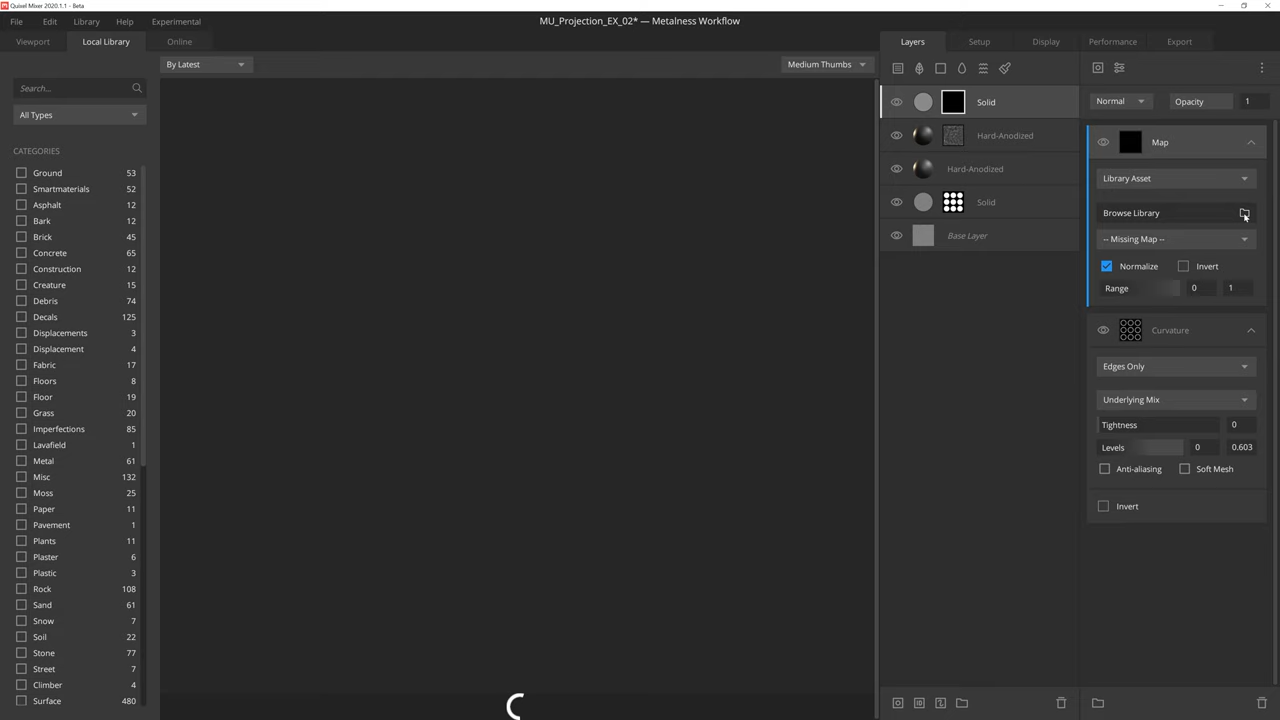 Quixel Mixer 2020.1.1 - Beta
File Edit Library Help Experimental
MU_Projection_EX_02* — Metalness Workflow
Viewport Local Library Online
Layers Setup Display Performance Export
By Latest
Medium Thumbs
Search...
All Types
CATEGORIES
Ground 53
Smartmaterials 52
Asphalt 12
Bark 12
Brick 45
Concrete 65
Construction 12
Creature 15
Debris 74
Decals 125
Displacements 3
Displacement 4
Fabric 17
Floors 8
Floor 19
Grass 20
Imperfections 85
Lavafield 1
Metal 61
Misc 132
Moss 25
Paper 11
Pavement 1
Plants 11
Plaster 6
Plastic 3
Rock 108
Sand 61
Snow 7
Soil 22
Stone 77
Street 7
Climber 4
Surface 480
Solid
Hard-Anodized
Hard-Anodized
Solid
Base Layer
Normal Opacity 1
Map
Library Asset
Browse Library
-- Missing Map --
Normalize Invert
Range 0 1
Curvature
Edges Only
Underlying Mix
Tightness 0
Levels 0 0.603
Anti-aliasing Soft Mesh
Invert